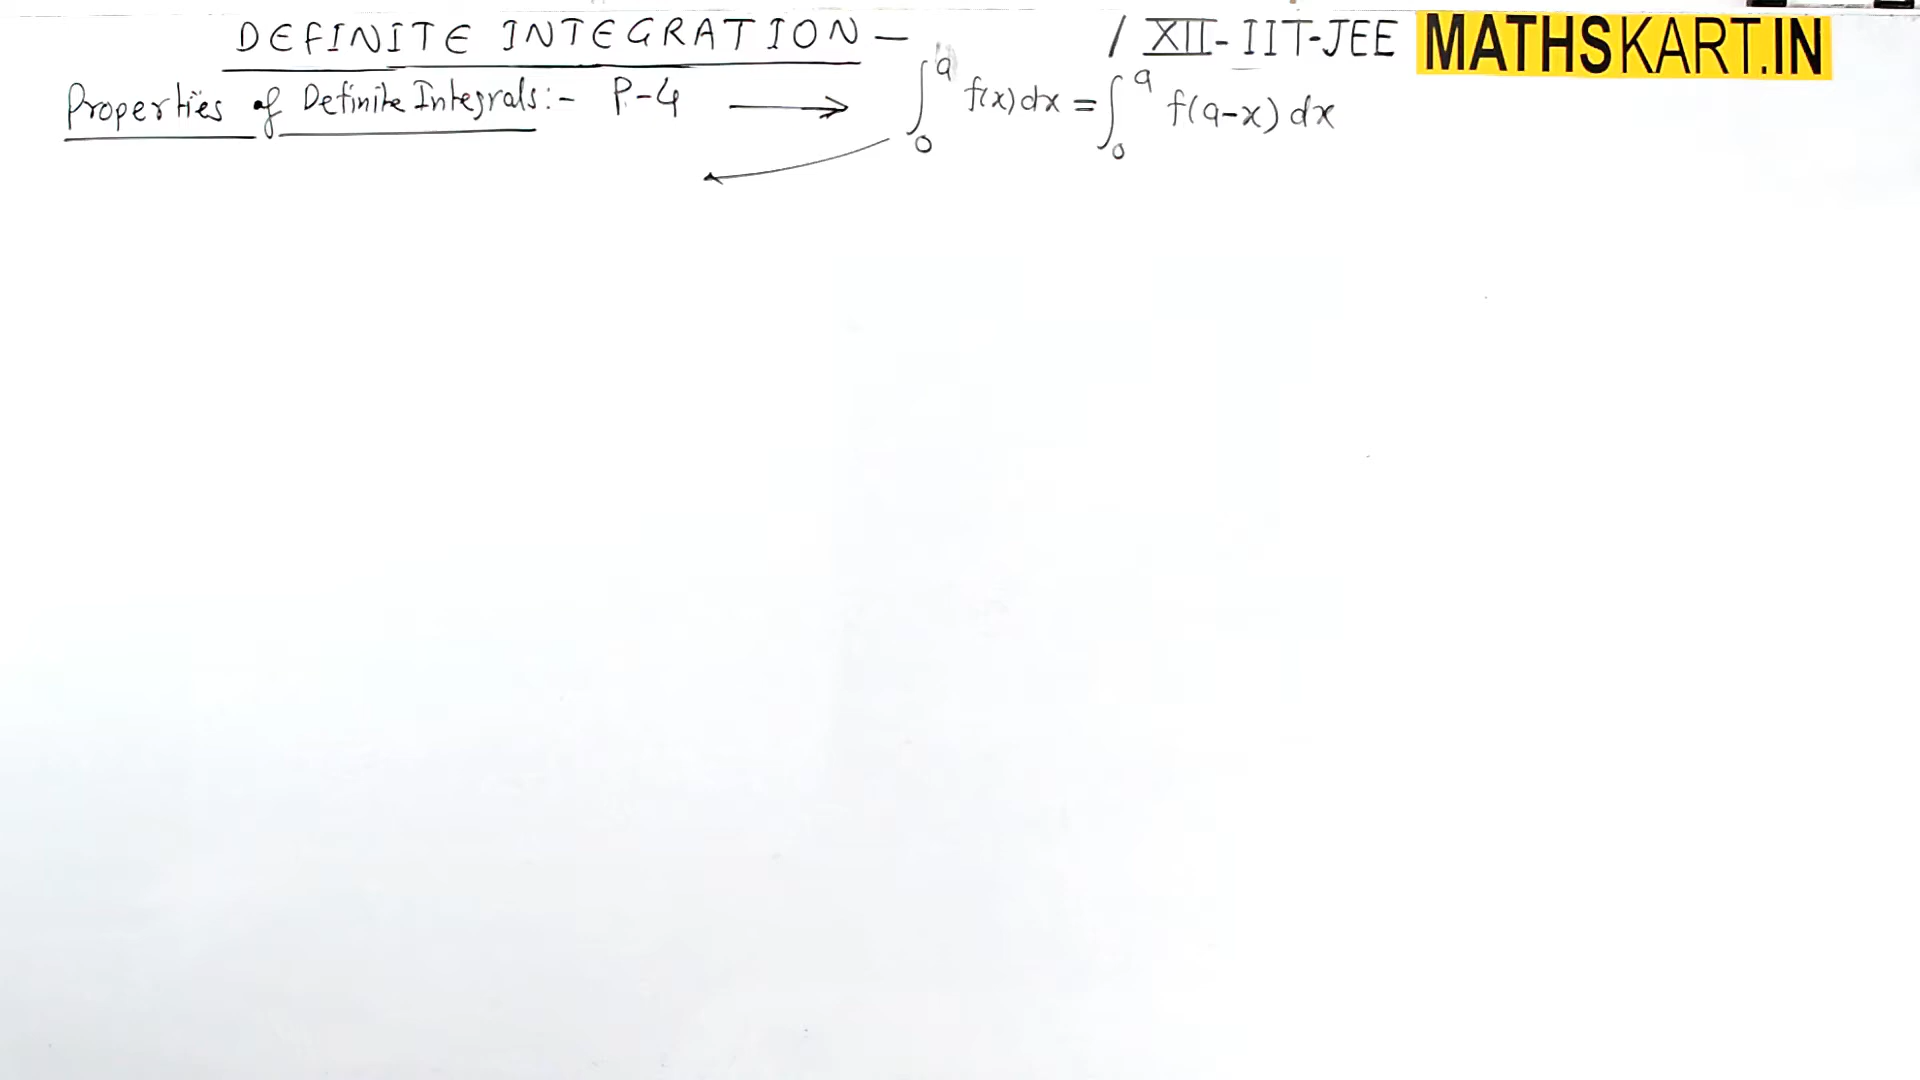 DEFINITE INTEGRATION — / XII-IIT-JEE MATHSKART.IN
Properties of Definite Integrals:- P-4 ⟶ ∫₀ᵃ f(x)dx = ∫₀ᵃ f(a-x) dx